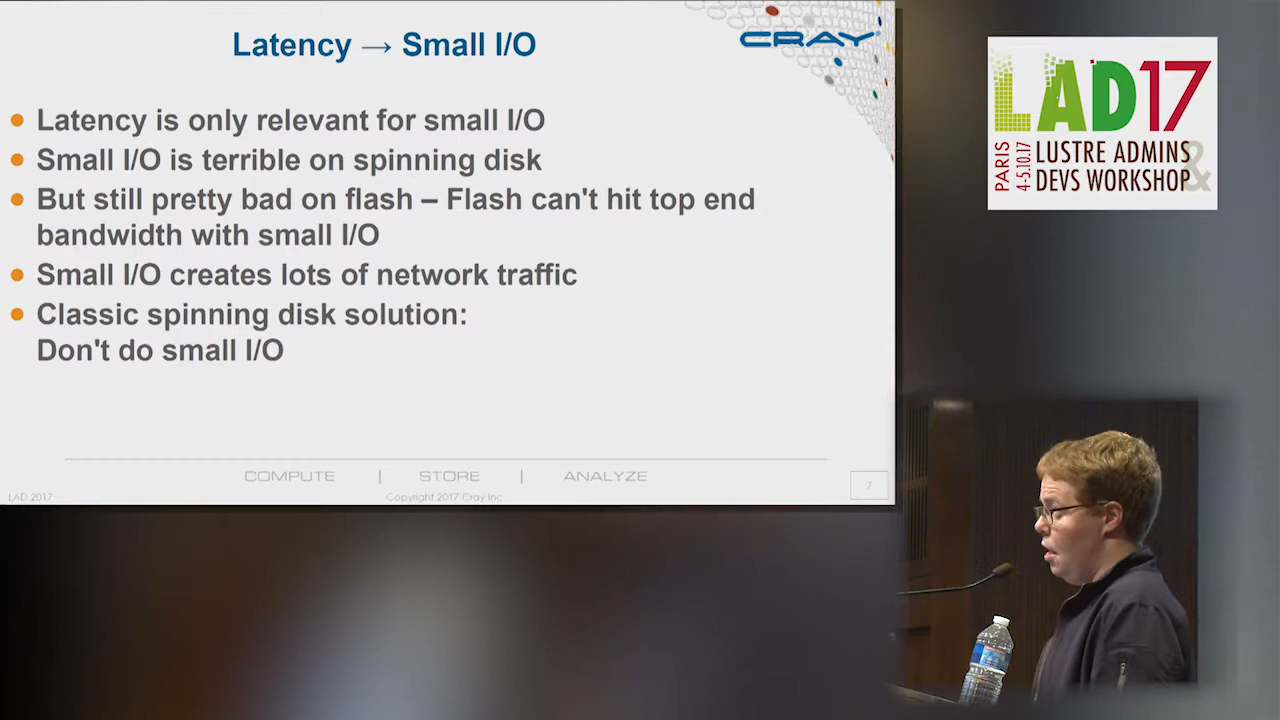 Latency → Small I/O
CRAY
Latency is only relevant for small I/O
Small I/O is terrible on spinning disk
But still pretty bad on flash – Flash can't hit top end
bandwidth with small I/O
Small I/O creates lots of network traffic
Classic spinning disk solution:
Don't do small I/O
COMPUTE | STORE | ANALYZE
LAD 2017
Copyright 2017 Cray Inc
7
LAD17
PARIS
4-5.10.17
LUSTRE ADMINS &
DEVS WORKSHOP